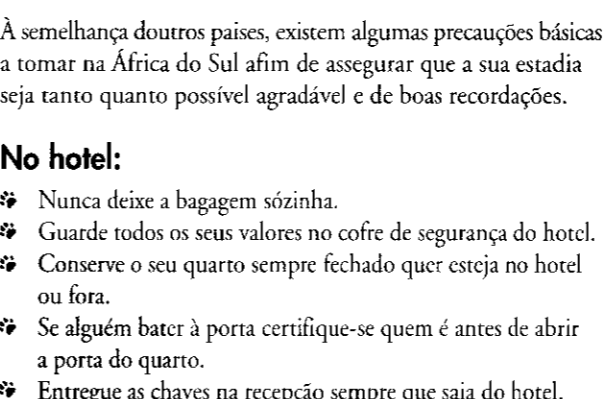 À semelhança doutros paises, existem algumas precauções básicas
a tomar na África do Sul afim de assegurar que a sua estadia
seja tanto quanto possível agradável e de boas recordações.
No hotel:
Nunca deixe a bagagem sózinha.
Guarde todos os seus valores no cofre de segurança do hotel.
Conserve o seu quarto sempre fechado quer esteja no hotel
ou fora.
Se alguém bater à porta certifique-se quem é antes de abrir
a porta do quarto.
Entregue as chaves na recepção sempre que saia do hotel.